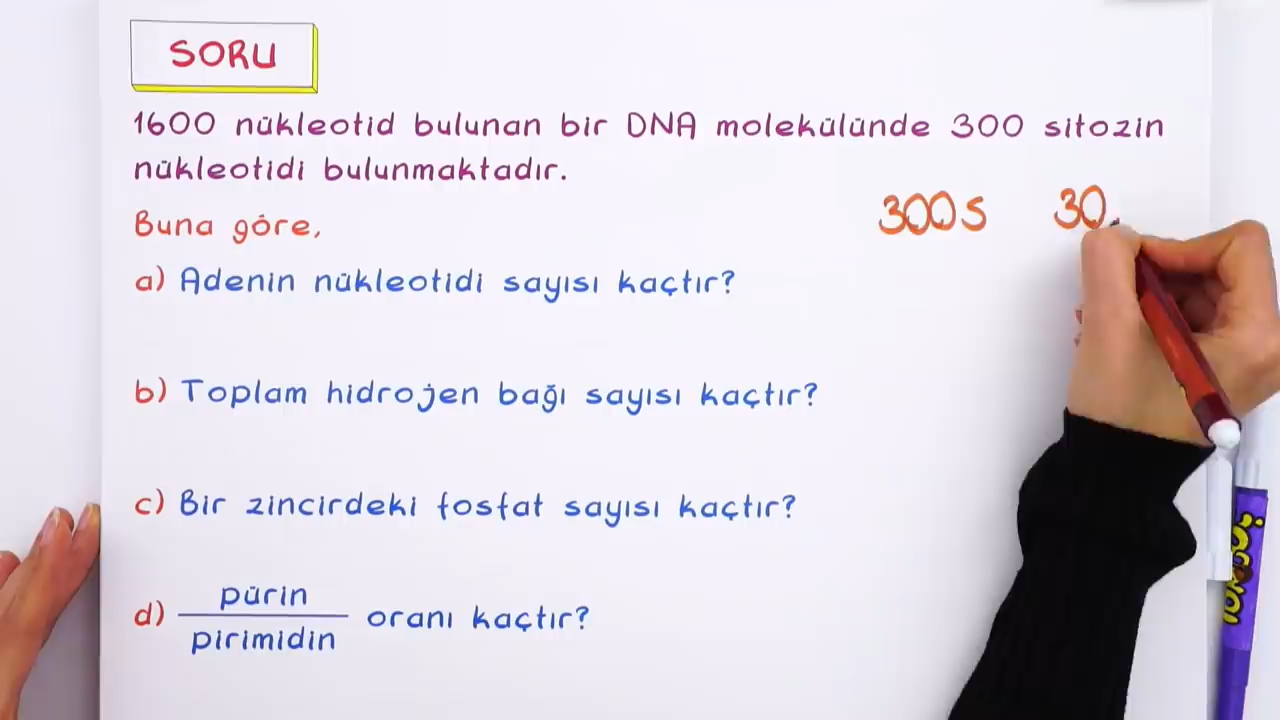 SORU
1600 nükleotid bulunan bir DNA molekülünde 300 sitozin
nükleotidi bulunmaktadır.
300S 30
Buna göre,
a) Adenin nükleotidi sayısı kaçtır?
b) Toplam hidrojen bağı sayısı kaçtır?
c) Bir zincirdeki fosfat sayısı kaçtır?
d) pürin
pirimidin
oranı kaçtır?